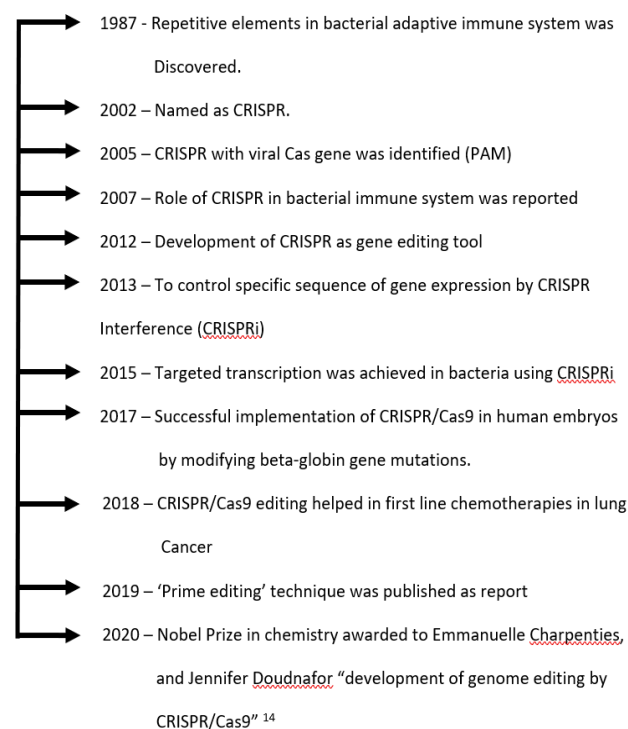 1987 - Repetitive elements in bacterial adaptive immune system was
Discovered.
2002 – Named as CRISPR.
2005 – CRISPR with viral Cas gene was identified (PAM)
2007 – Role of CRISPR in bacterial immune system was reported
2012 – Development of CRISPR as gene editing tool
2013 – To control specific sequence of gene expression by CRISPR
Interference (CRISPRi)
2015 – Targeted transcription was achieved in bacteria using CRISPRi
2017 – Successful implementation of CRISPR/Cas9 in human embryos
by modifying beta-globin gene mutations.
2018 – CRISPR/Cas9 editing helped in first line chemotherapies in lung
Cancer
2019 – ‘Prime editing’ technique was published as report
2020 – Nobel Prize in chemistry awarded to Emmanuelle Charpenties,
and Jennifer Doudnafor “development of genome editing by
CRISPR/Cas9” 14